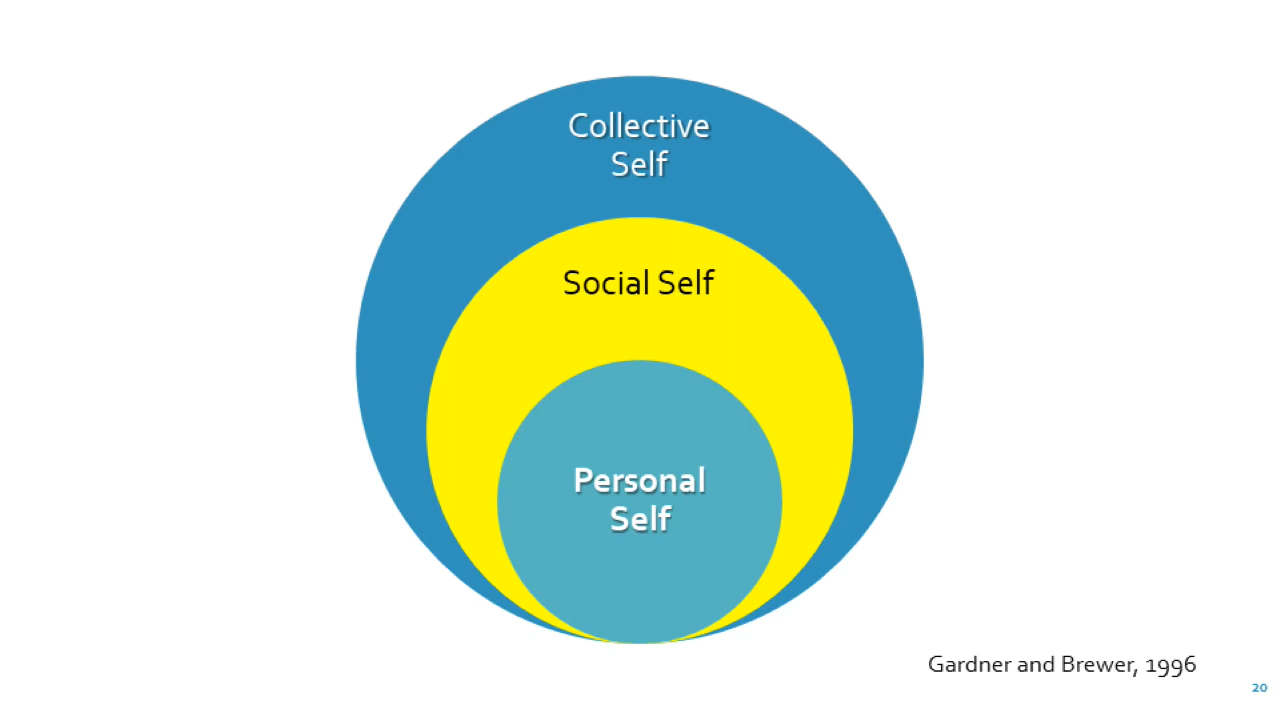 Collective
Self
Social Self
Personal
Self
Gardner and Brewer, 1996
20